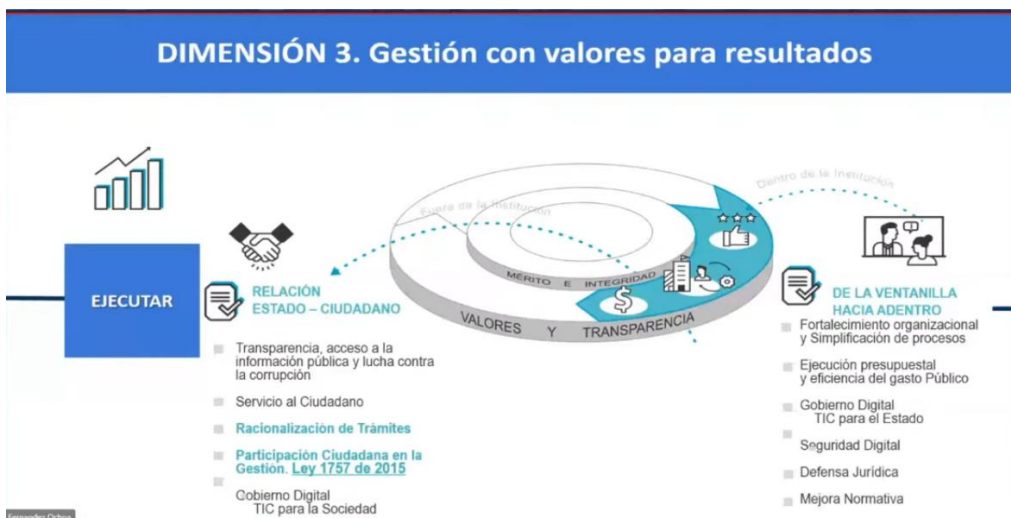 DIMENSIÓN 3. Gestión con valores para resultados
Fuera de la Institución
Dentro de la Institución
MÉRITO E INTEGRIDAD
VALORES Y TRANSPARENCIA
$
EJECUTAR
RELACIÓN
ESTADO – CIUDADANO
Transparencia, acceso a la
información pública y lucha contra
la corrupción
Servicio al Ciudadano
Racionalización de Trámites
Participación Ciudadana en la
Gestión. Ley 1757 de 2015
Gobierno Digital
TIC para la Sociedad
DE LA VENTANILLA
HACIA ADENTRO
Fortalecimiento organizacional
y Simplificación de procesos
Ejecución presupuestal
y eficiencia del gasto Público
Gobierno Digital
TIC para el Estado
Seguridad Digital
Defensa Jurídica
Mejora Normativa
Fernandez Ochoa